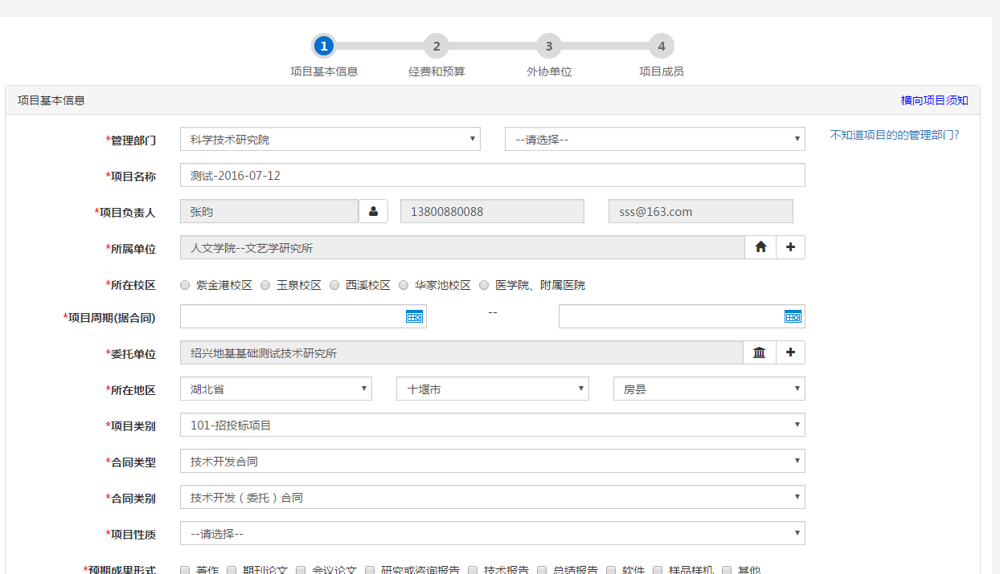 1 2 3 4
项目基本信息 经费和预算 外协单位 项目成员
项目基本信息 横向项目须知
*管理部门 科学技术研究院 --请选择-- 不知道项目的的管理部门?
*项目名称 测试-2016-07-12
*项目负责人 张昀 13800880088 sss@163.com
*所属单位 人文学院--文艺学研究所
*所在校区 紫金港校区 玉泉校区 西溪校区 华家池校区 医学院、附属医院
*项目周期(据合同) --
*委托单位 绍兴地基基础测试技术研究所
*所在地区 湖北省 十堰市 房县
*项目类别 101-招投标项目
*合同类型 技术开发合同
*合同类别 技术开发（委托）合同
*项目性质 --请选择--
*预期成果形式 著作 期刊论文 会议论文 研究或咨询报告 技术报告 总结报告 软件 样品样机 其他